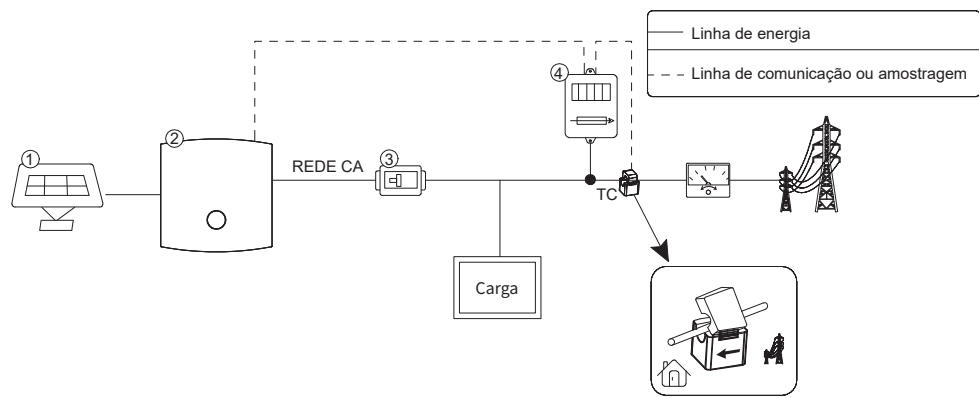 Linha de energia
Linha de comunicação ou amostragem
4
1
2
REDE CA
3
TC
Carga